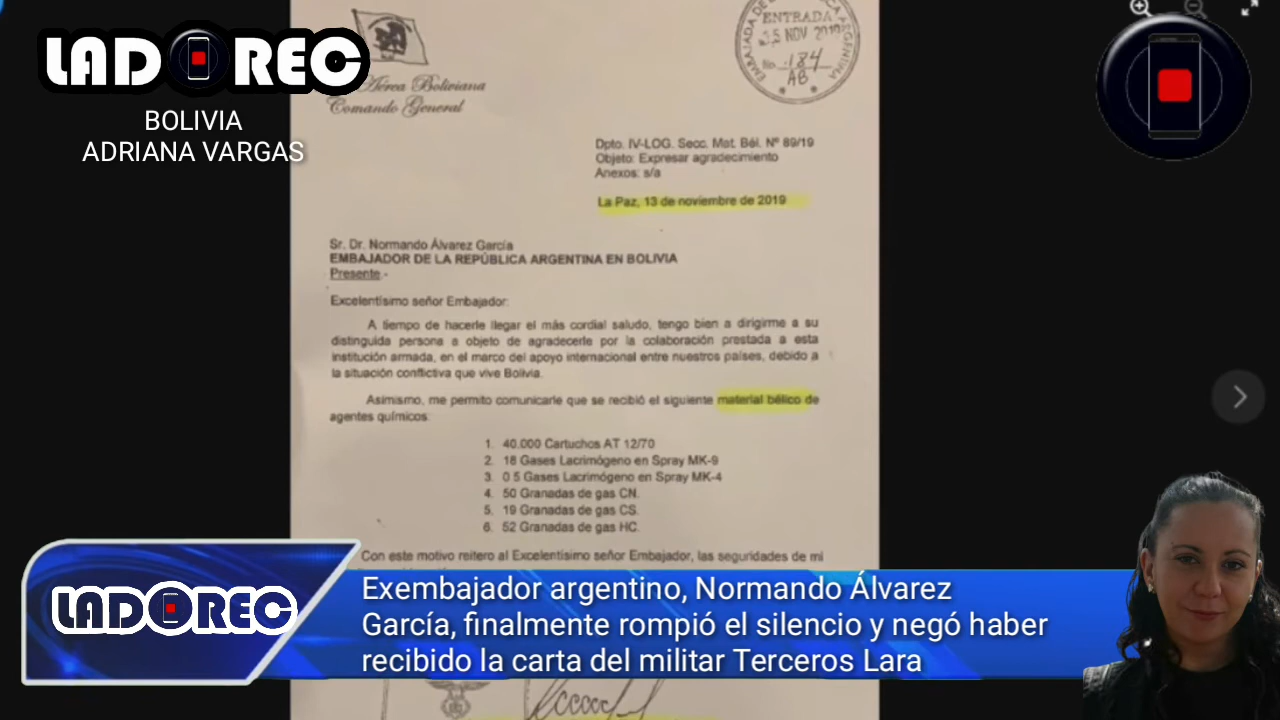 LADOREC
BOLIVIA
ADRIANA VARGAS
Aérea Boliviana
Comando General
EMBAJADA DE ARGENTINA
ENTRADA
NOV 2019
No. 184
AB
Dpto. IV-LOG. Secc. Mat. Bél. Nº 89/19
Objeto: Expresar agradecimiento
Anexos: s/a
La Paz, 13 de noviembre de 2019
Sr. Dr. Normando Álvarez García
EMBAJADOR DE LA REPÚBLICA ARGENTINA EN BOLIVIA
Presente.-
Excelentísimo señor Embajador:
A tiempo de hacerle llegar el más cordial saludo, tengo bien a dirigirme a su
distinguida persona a objeto de agradecerle por la colaboración prestada a esta
institución armada, en el marco del apoyo internacional entre nuestros países, debido a
la situación conflictiva que vive Bolivia.
Asimismo, me permito comunicarle que se recibió el siguiente material bélico de
agentes químicos:
1. 40.000 Cartuchos AT 12/70
2. 18 Gases Lacrimógeno en Spray MK-9
3. 0 5 Gases Lacrimógeno en Spray MK-4
4. 50 Granadas de gas CN.
5. 19 Granadas de gas CS.
6. 52 Granadas de gas HC.
Con este motivo reitero al Excelentísimo señor Embajador, las seguridades de mi
LADOREC
Exembajador argentino, Normando Álvarez
García, finalmente rompió el silencio y negó haber
recibido la carta del militar Terceros Lara